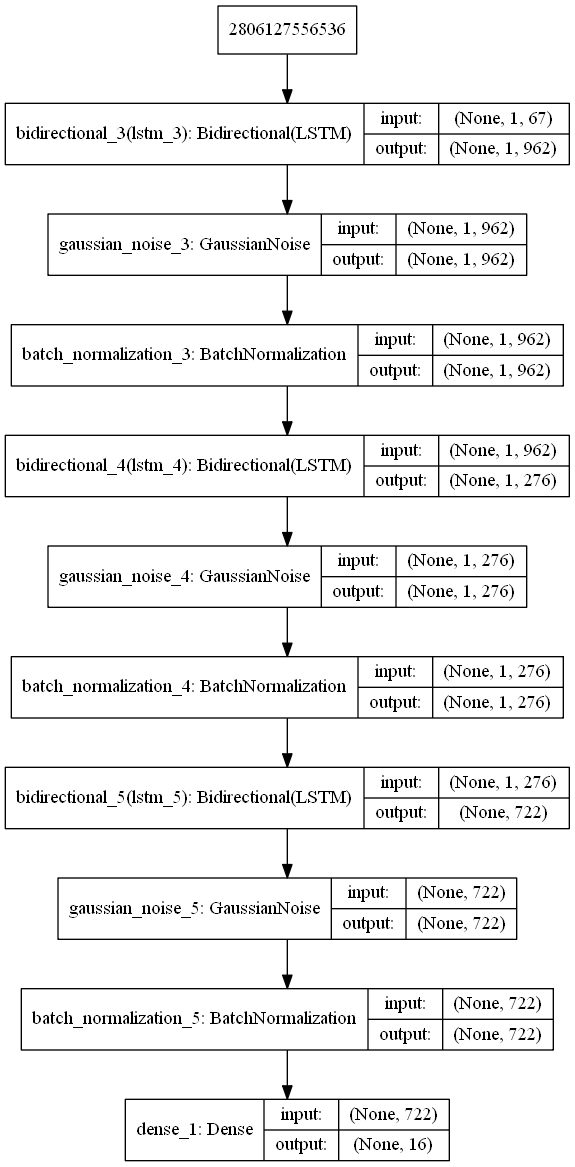 2806127556536
bidirectional_3(lstm_3): Bidirectional(LSTM)
input: (None, 1, 67)
output: (None, 1, 962)
gaussian_noise_3: GaussianNoise
input: (None, 1, 962)
output: (None, 1, 962)
batch_normalization_3: BatchNormalization
input: (None, 1, 962)
output: (None, 1, 962)
bidirectional_4(lstm_4): Bidirectional(LSTM)
input: (None, 1, 962)
output: (None, 1, 276)
gaussian_noise_4: GaussianNoise
input: (None, 1, 276)
output: (None, 1, 276)
batch_normalization_4: BatchNormalization
input: (None, 1, 276)
output: (None, 1, 276)
bidirectional_5(lstm_5): Bidirectional(LSTM)
input: (None, 1, 276)
output: (None, 722)
gaussian_noise_5: GaussianNoise
input: (None, 722)
output: (None, 722)
batch_normalization_5: BatchNormalization
input: (None, 722)
output: (None, 722)
dense_1: Dense
input: (None, 722)
output: (None, 16)